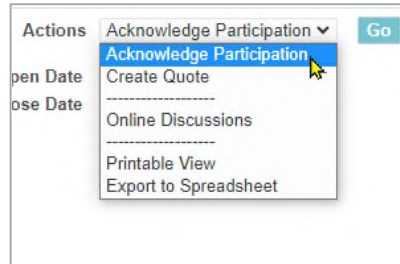 Actions Acknowledge Participation Go
Acknowledge Participation
pen Date Create Quote
ose Date -------------------
Online Discussions
-------------------
Printable View
Export to Spreadsheet